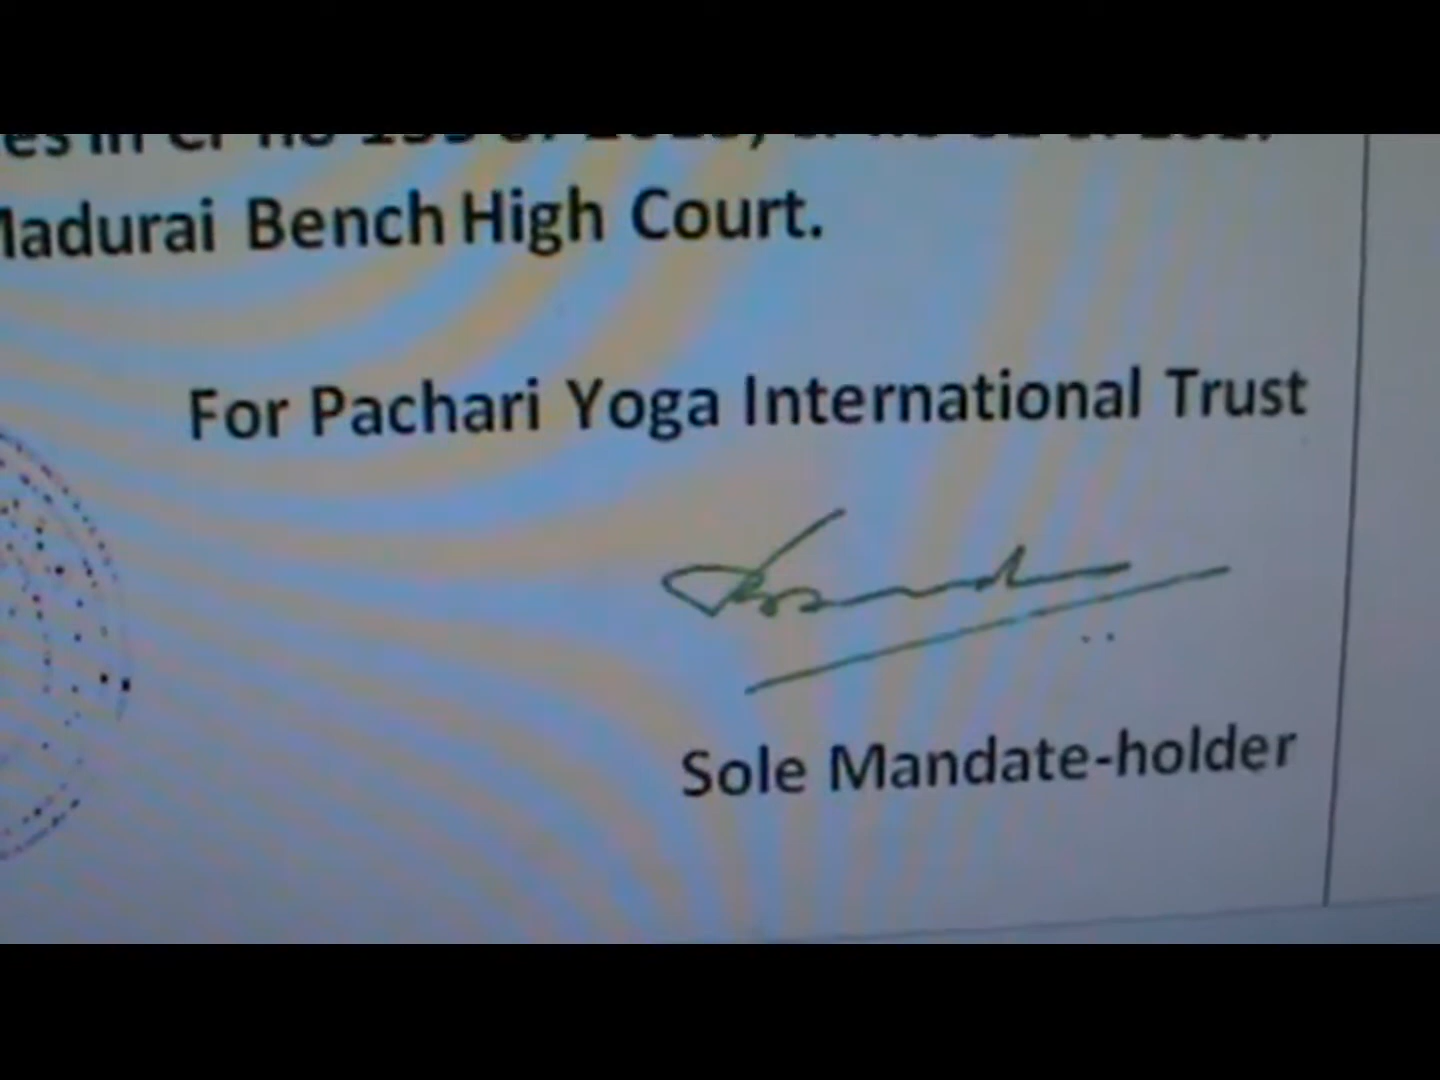 Madurai Bench High Court.
For Pachari Yoga International Trust
Sole Mandate-holder